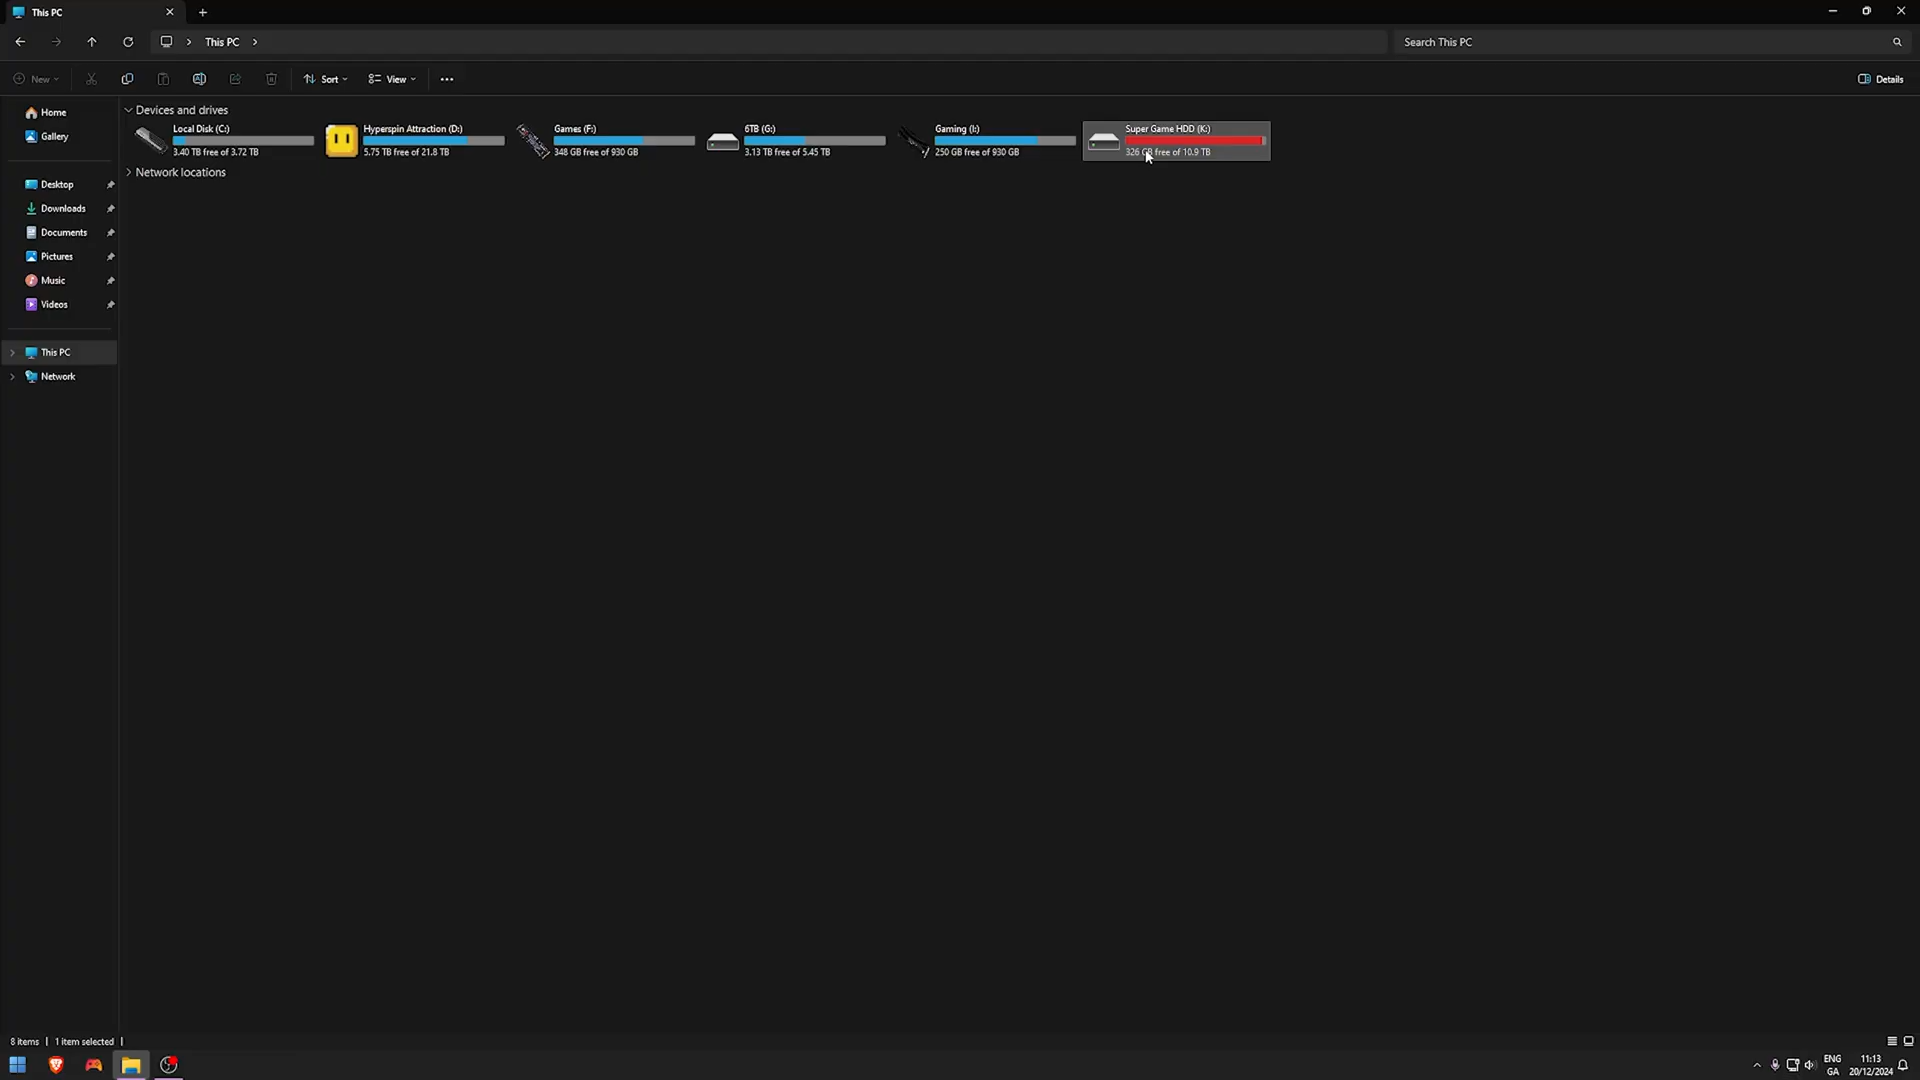 This PC
This PC
Search This PC
New
Sort
View
Details
Home
Gallery
Desktop
Downloads
Documents
Pictures
Music
Videos
This PC
Network
Devices and drives
Local Disk (C:)
3.40 TB free of 3.72 TB
Hyperspin Attraction (D:)
5.75 TB free of 21.8 TB
Games (F:)
348 GB free of 930 GB
6TB (G:)
3.13 TB free of 5.45 TB
Gaming (I:)
250 GB free of 930 GB
Super Game HDD (K:)
326 GB free of 10.9 TB
Network locations
8 items
1 item selected
ENG
GA
11:13
20/12/2024